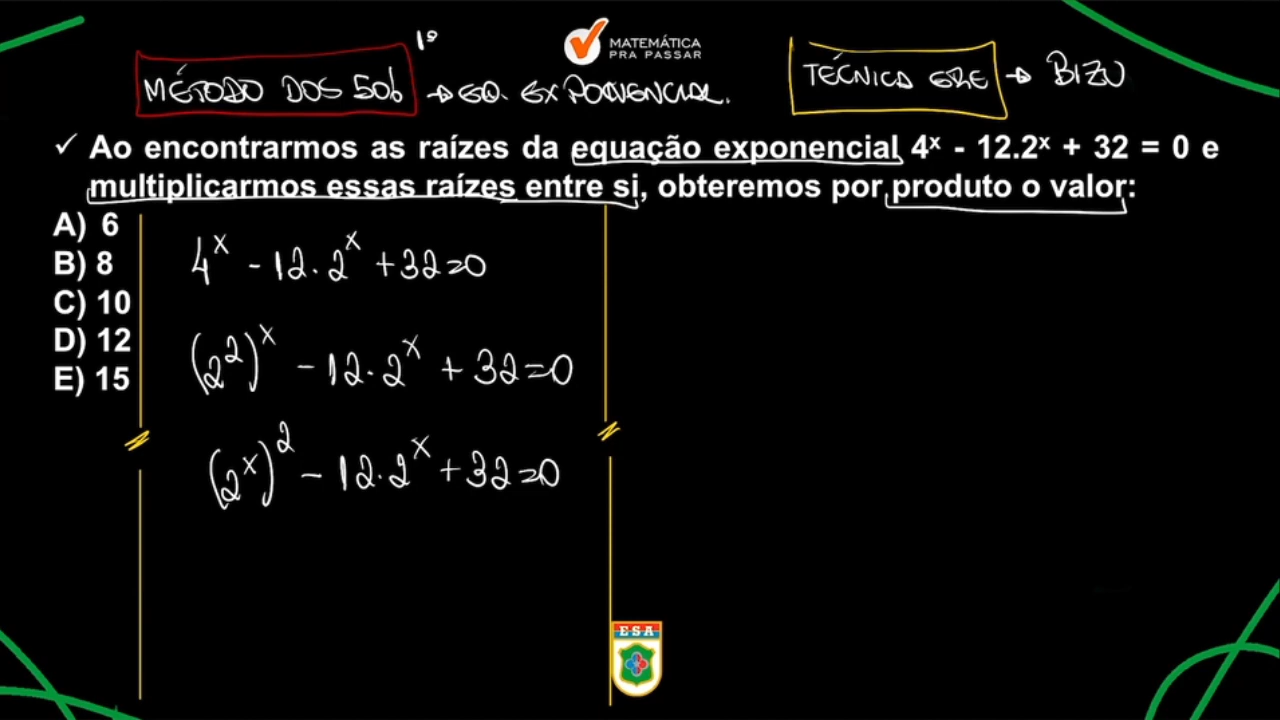 1º
MATEMÁTICA
PRA PASSAR
MÉTODO DOS 50% → EQ. EXPONENCIAL.
TÉCNICA GRE → BIZU
✓ Ao encontrarmos as raízes da equação exponencial 4ˣ - 12.2ˣ + 32 = 0 e
multiplicarmos essas raízes entre si, obteremos por produto o valor:
A) 6
B) 8
C) 10
D) 12
E) 15
4ˣ - 12 . 2ˣ + 32 = 0
(2²)ˣ - 12 . 2ˣ + 32 = 0
(2ˣ)² - 12 . 2ˣ + 32 = 0
ESA